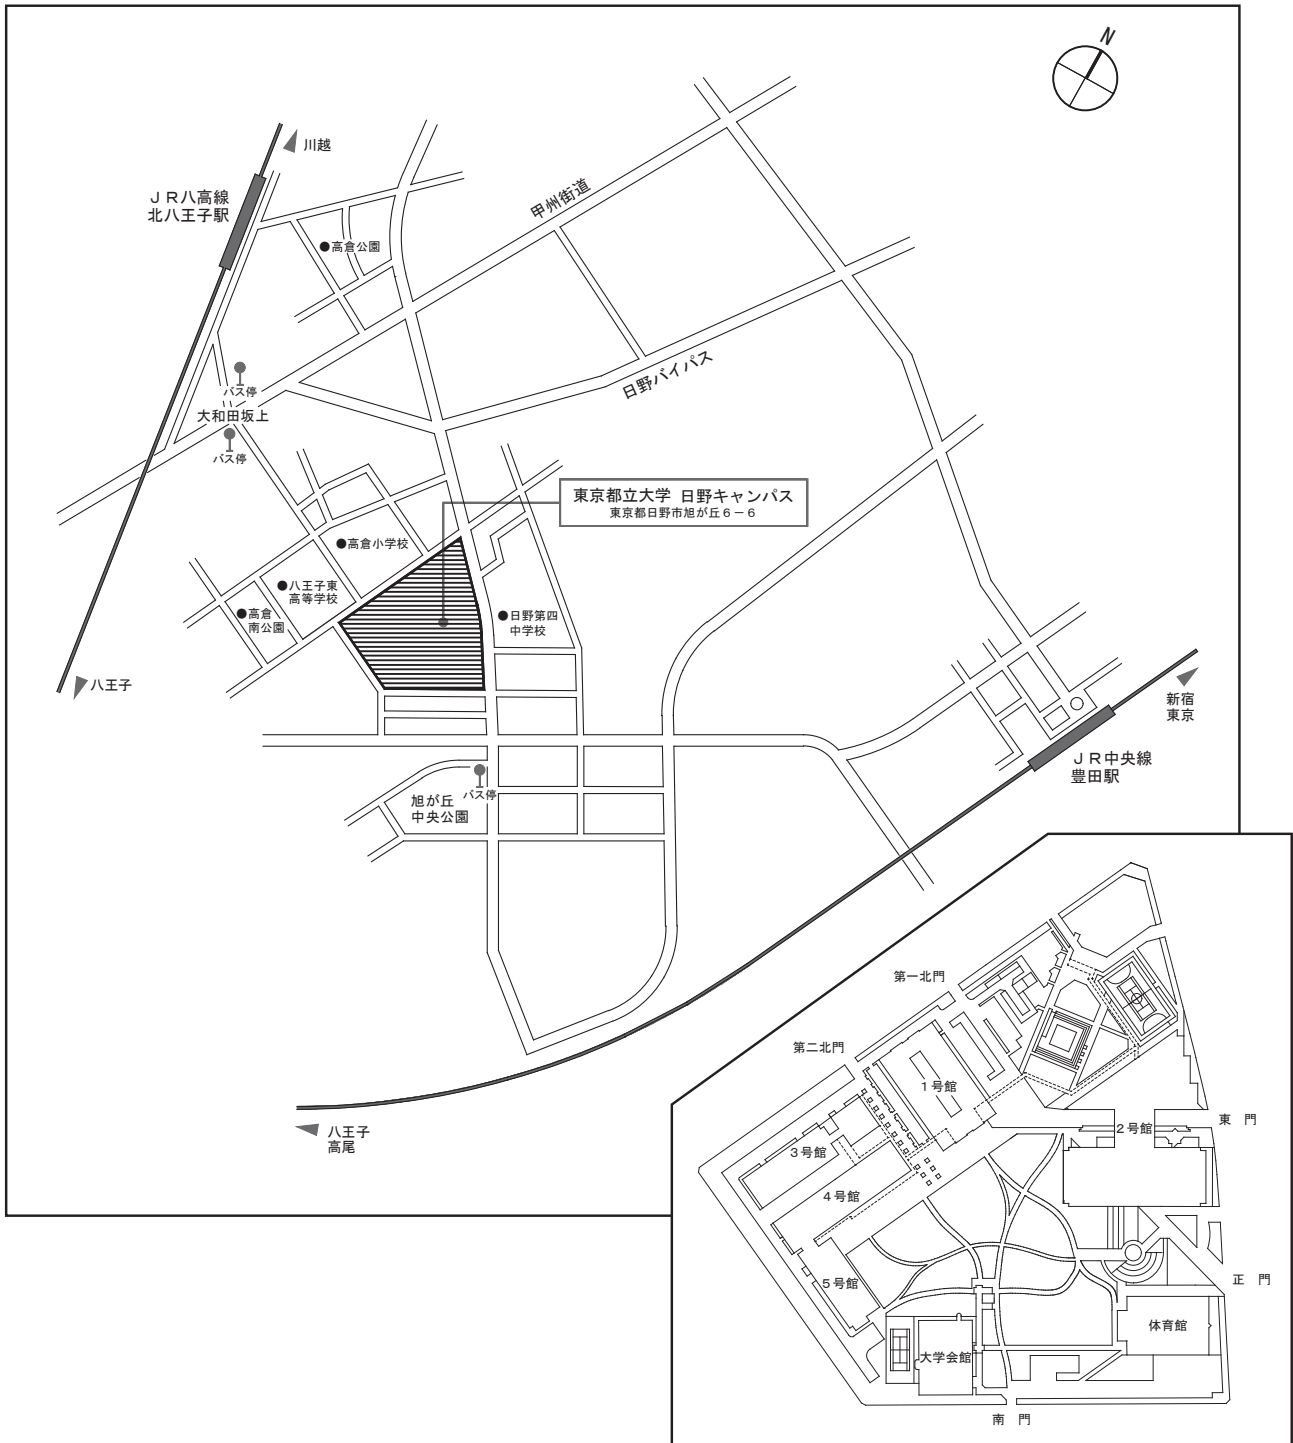 N
川越
JR八高線
北八王子駅
甲州街道
●高倉公園
日野バイパス
バス停
大和田坂上
バス停
東京都立大学 日野キャンパス
東京都日野市旭が丘6−6
●高倉小学校
●八王子東
高等学校
●高倉
南公園
●日野第四
中学校
八王子
新宿
東京
JR中央線
豊田駅
バス停
旭が丘
中央公園
八王子
高尾
第一北門
第二北門
1号館
2号館
東 門
3号館
4号館
5号館
正 門
体育館
大学会館
南 門